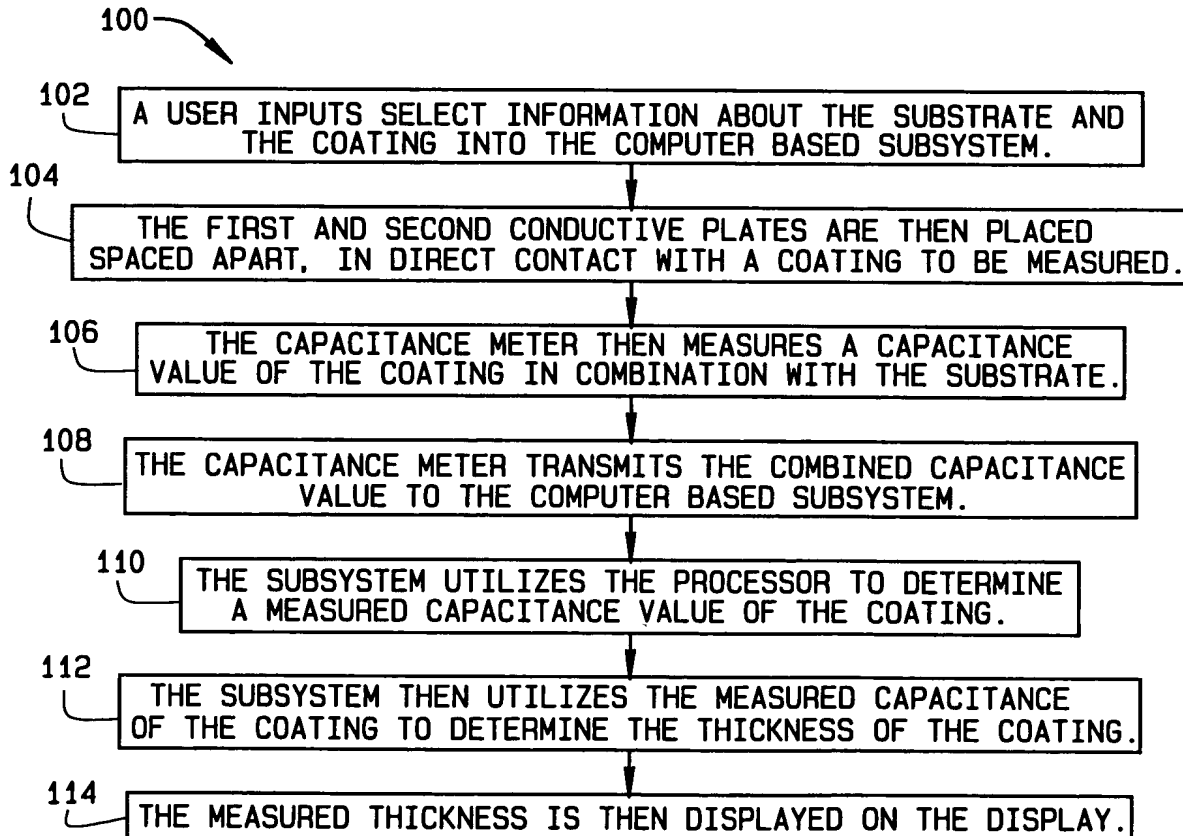 100
102
A USER INPUTS SELECT INFORMATION ABOUT THE SUBSTRATE AND
THE COATING INTO THE COMPUTER BASED SUBSYSTEM.
104
THE FIRST AND SECOND CONDUCTIVE PLATES ARE THEN PLACED
SPACED APART, IN DIRECT CONTACT WITH A COATING TO BE MEASURED.
106
THE CAPACITANCE METER THEN MEASURES A CAPACITANCE
VALUE OF THE COATING IN COMBINATION WITH THE SUBSTRATE.
108
THE CAPACITANCE METER TRANSMITS THE COMBINED CAPACITANCE
VALUE TO THE COMPUTER BASED SUBSYSTEM.
110
THE SUBSYSTEM UTILIZES THE PROCESSOR TO DETERMINE
A MEASURED CAPACITANCE VALUE OF THE COATING.
112
THE SUBSYSTEM THEN UTILIZES THE MEASURED CAPACITANCE
OF THE COATING TO DETERMINE THE THICKNESS OF THE COATING.
114
THE MEASURED THICKNESS IS THEN DISPLAYED ON THE DISPLAY.